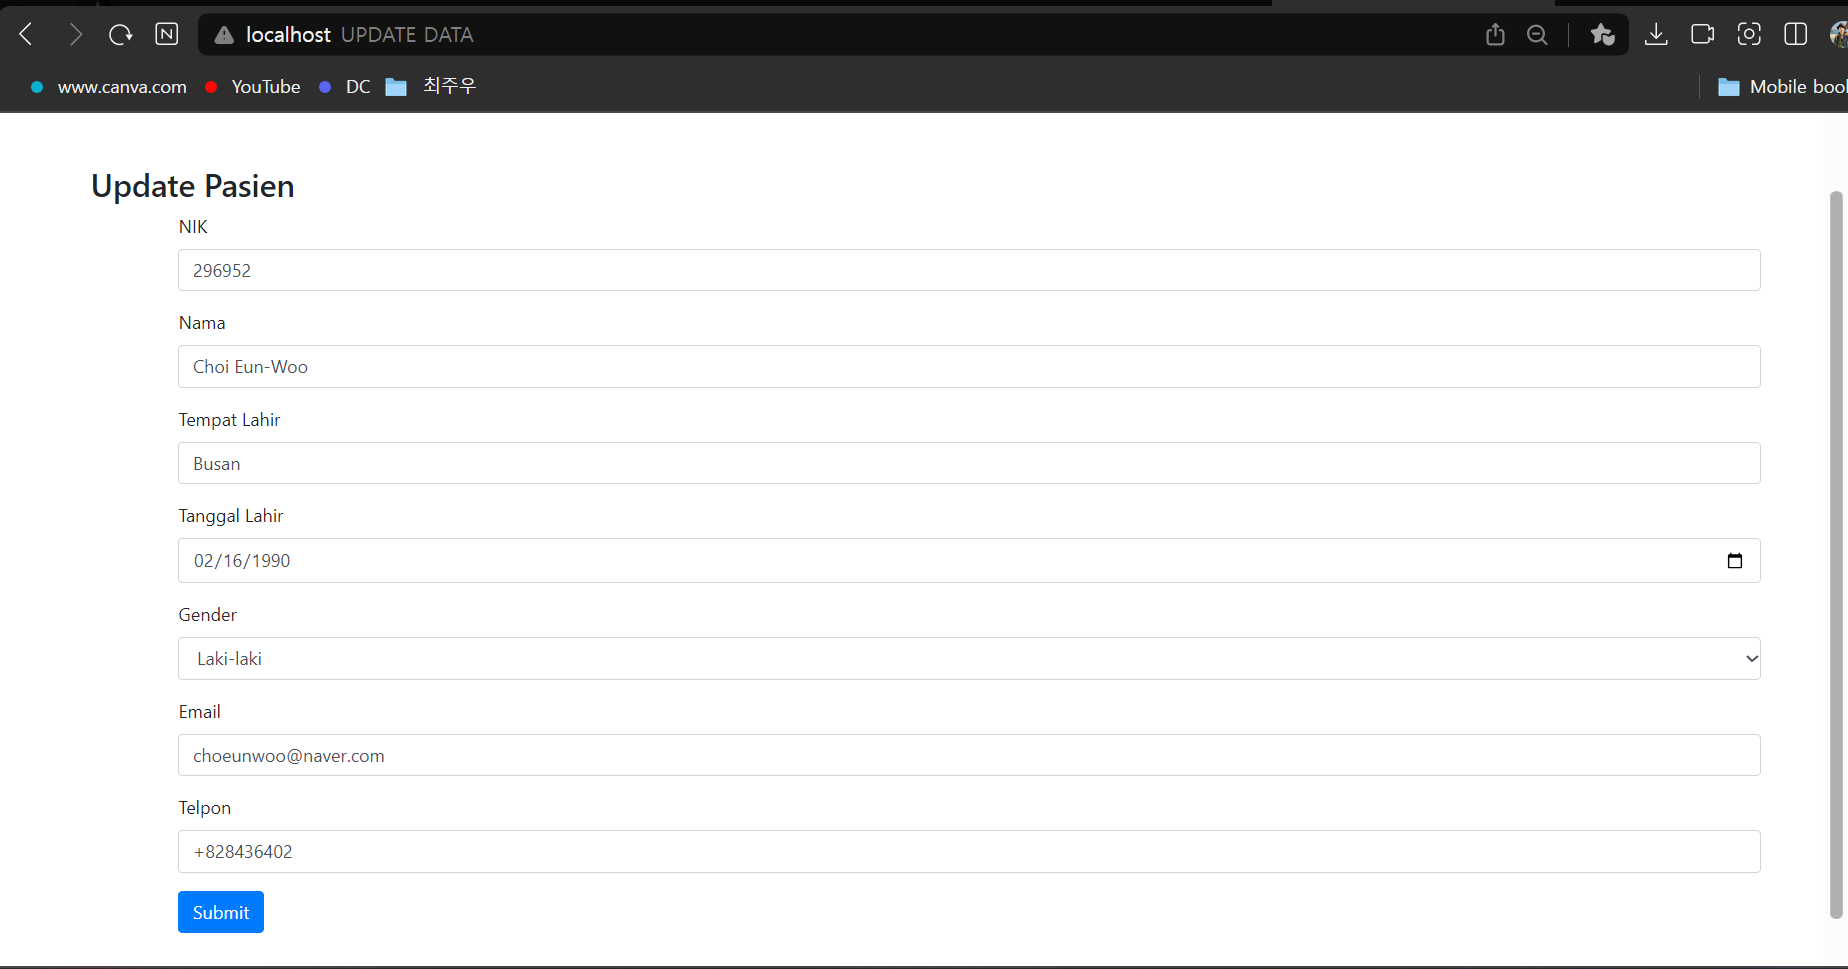 localhost UPDATE DATA
www.canva.com YouTube DC 최주우 Mobile
Update Pasien
NIK
296952
Nama
Choi Eun-Woo
Tempat Lahir
Busan
Tanggal Lahir
02/16/1990
Gender
Laki-laki
Email
choeunwoo@naver.com
Telpon
+828436402
Submit